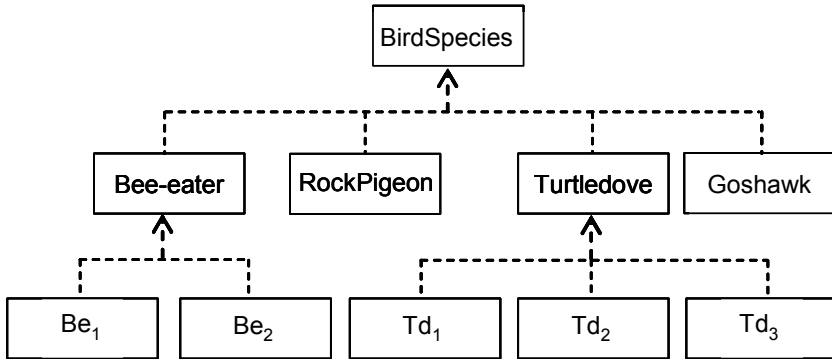 BirdSpecies
Bee-eater
RockPigeon
Turtledove
Goshawk
Be₁
Be₂
Td₁
Td₂
Td₃